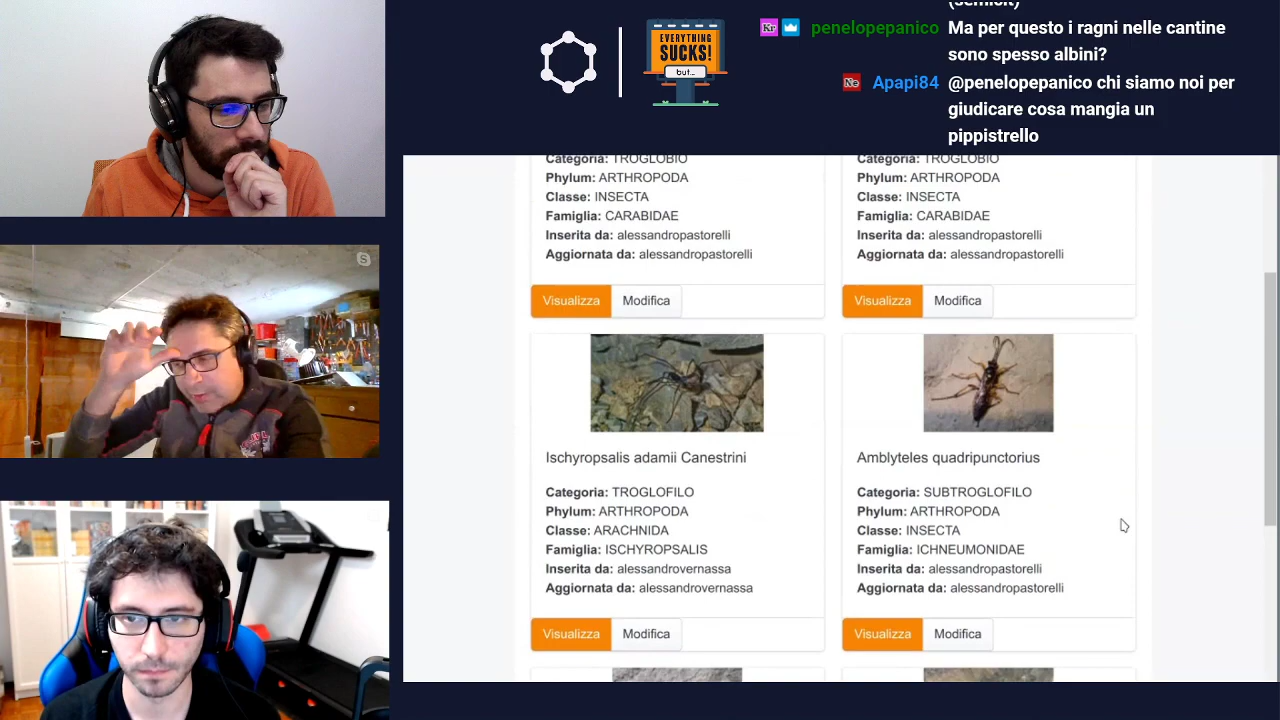 EVERYTHING
SUCKS!
but...
penelopepanico Ma per questo i ragni nelle cantine
sono spesso albini?
Apapi84 @penelopepanico chi siamo noi per
giudicare cosa mangia un
pippistrello
Categoria: TROGLOBIO
Phylum: ARTHROPODA
Classe: INSECTA
Famiglia: CARABIDAE
Inserita da: alessandropastorelli
Aggiornata da: alessandropastorelli
Visualizza Modifica
Categoria: TROGLOBIO
Phylum: ARTHROPODA
Classe: INSECTA
Famiglia: CARABIDAE
Inserita da: alessandropastorelli
Aggiornata da: alessandropastorelli
Visualizza Modifica
Ischyropsalis adamii Canestrini
Categoria: TROGLOFILO
Phylum: ARTHROPODA
Classe: ARACHNIDA
Famiglia: ISCHYROPSALIS
Inserita da: alessandrovernassa
Aggiornata da: alessandrovernassa
Visualizza Modifica
Amblyteles quadripunctorius
Categoria: SUBTROGLOFILO
Phylum: ARTHROPODA
Classe: INSECTA
Famiglia: ICHNEUMONIDAE
Inserita da: alessandropastorelli
Aggiornata da: alessandropastorelli
Visualizza Modifica